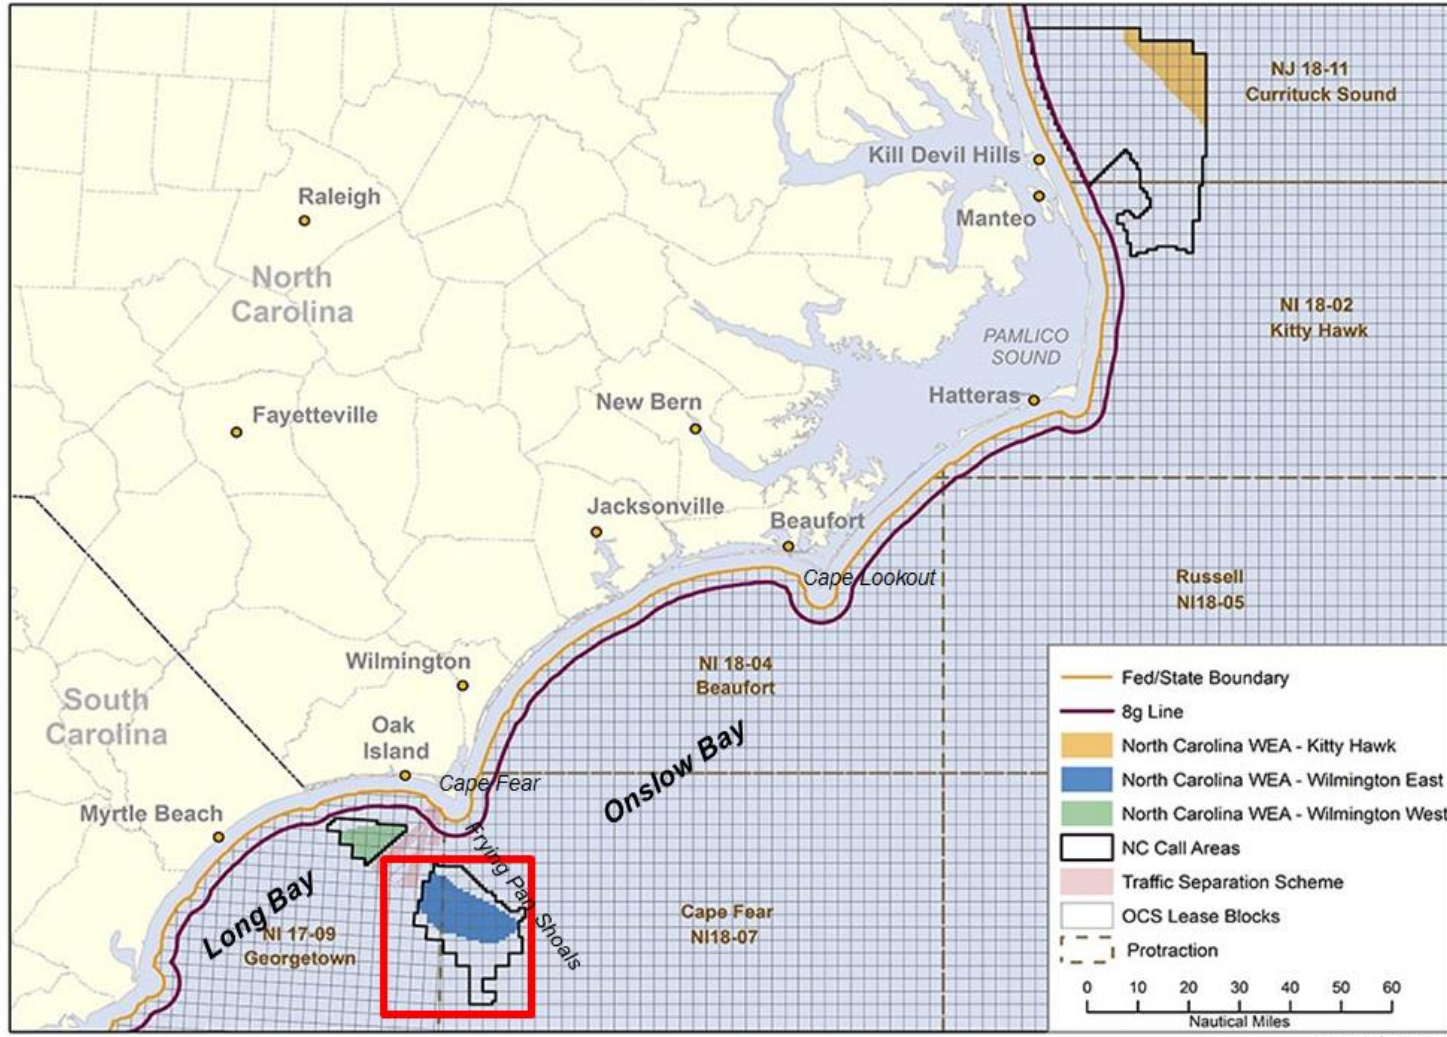 NJ 18-11
Currituck Sound
Kill Devil Hills
Manteo
Raleigh
North
Carolina
NI 18-02
Kitty Hawk
PAMLICO
SOUND
Hatteras
New Bern
Fayetteville
Jacksonville
Beaufort
Cape Lookout
Russell
NI18-05
Wilmington
NI 18-04
Beaufort
South
Carolina
Oak
Island
Onslow Bay
Cape Fear
Myrtle Beach
Frying Pan Shoals
Long Bay
NI 17-09
Georgetown
Cape Fear
NI18-07
Fed/State Boundary
8g Line
North Carolina WEA - Kitty Hawk
North Carolina WEA - Wilmington East
North Carolina WEA - Wilmington West
NC Call Areas
Traffic Separation Scheme
OCS Lease Blocks
Protraction
0 10 20 30 40 50 60
Nautical Miles